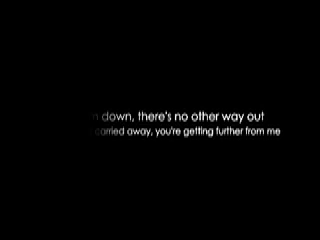 down, there's no other way out
carried away, you're getting further from me